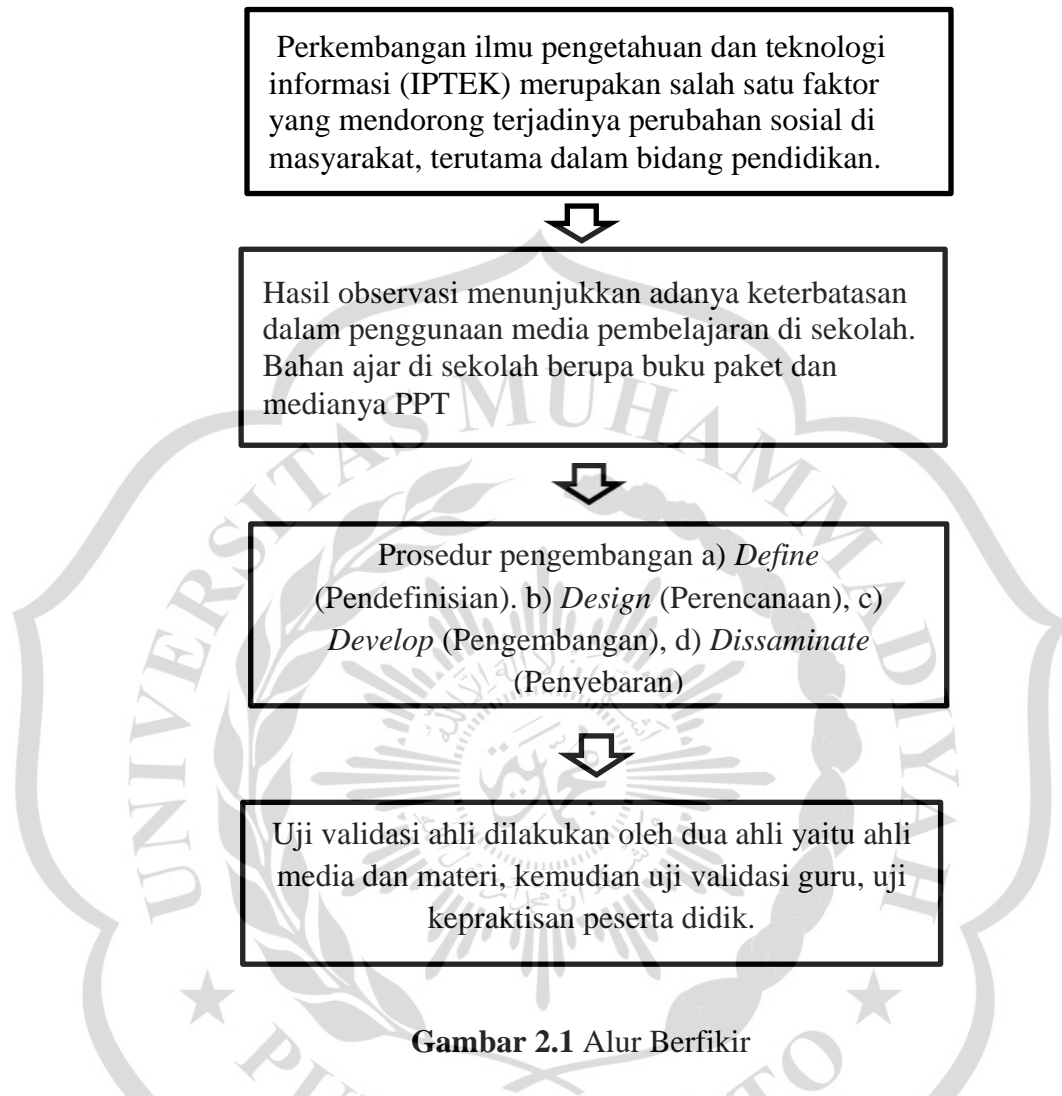 Perkembangan ilmu pengetahuan dan teknologi
informasi (IPTEK) merupakan salah satu faktor
yang mendorong terjadinya perubahan sosial di
masyarakat, terutama dalam bidang pendidikan.
Hasil observasi menunjukkan adanya keterbatasan
dalam penggunaan media pembelajaran di sekolah.
Bahan ajar di sekolah berupa buku paket dan
medianya PPT
Prosedur pengembangan a) Define
(Pendefinisian). b) Design (Perencanaan), c)
Develop (Pengembangan), d) Dissaminate
(Penyebaran)
Uji validasi ahli dilakukan oleh dua ahli yaitu ahli
media dan materi, kemudian uji validasi guru, uji
kepraktisan peserta didik.
Gambar 2.1 Alur Berfikir
UNIVERSITAS MUHAMMADIYAH